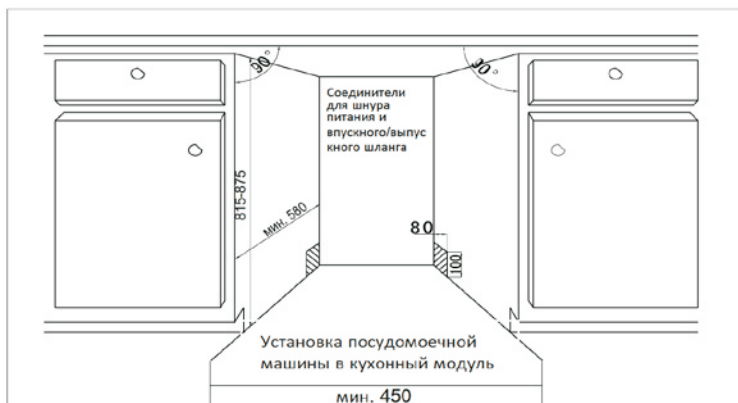 90°
90°
Соединители
для шнура
питания и
впускного/выпус
кного шланга
815-875
мин. 580
80
100
Установка посудомоечной
машины в кухонный модуль
мин. 450